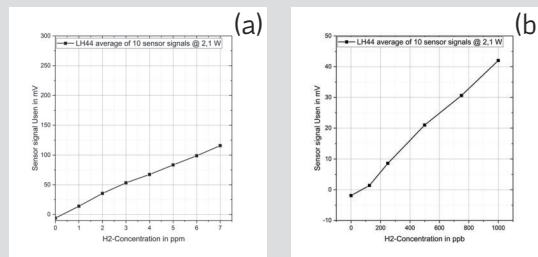 (a)
LH44 average of 10 sensor signals @ 2,1 W
Sensor signal Usen in mV
300
250
200
150
100
50
0
0 1 2 3 4 5 6 7
H2-Concentration in ppm
(b)
LH44 average of 10 sensor signals @ 2,1 W
Sensor signal Usen in mV
50
40
30
20
10
0
-10
0 200 400 600 800 1000
H2-Concentration in ppb